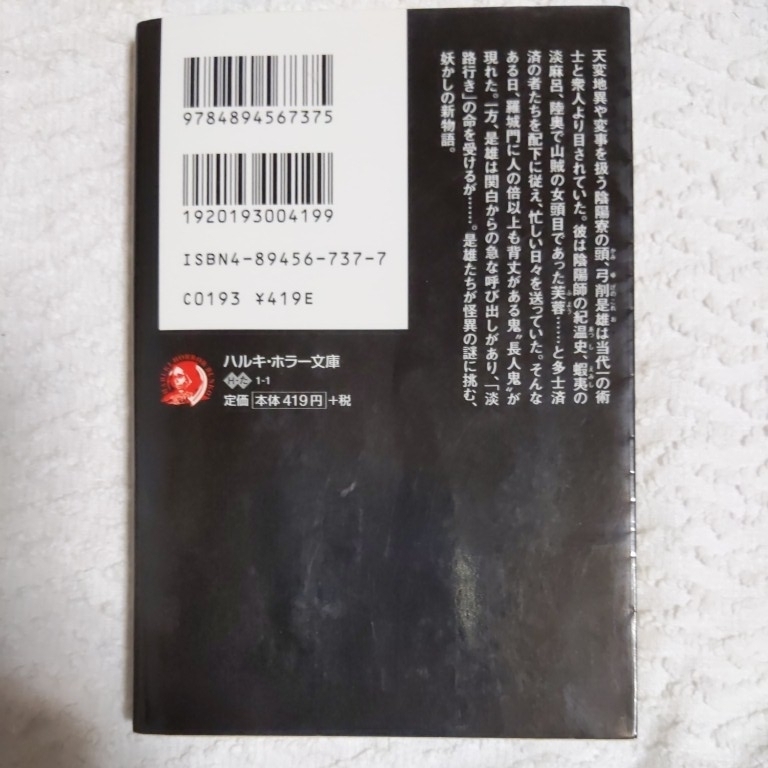 9784894567375
1920193004199
ISBN4-89456-737-7
C0193 ¥419E
ハルキ・ホラー文庫
Hた 1-1
定価 本体419円 +税
天変地異や変事を扱う陰陽寮の頭、弓削是雄は当代一の術
士と衆人より目されていた。彼は陰陽師の紀温史、蝦夷の
淡麻呂、陸奥で山賊の女頭目であった芙蓉……と多士済
済の者たちを配下に従え、忙しい日々を送っていた。そんな
ある日、羅城門に人の倍以上も背丈がある鬼〝長人鬼〟が
現れた。一方、是雄は関白からの急な呼び出しがあり、「淡
路行き」の命を受けるが……。是雄たちが怪異の謎に挑む、
妖かしの新物語。